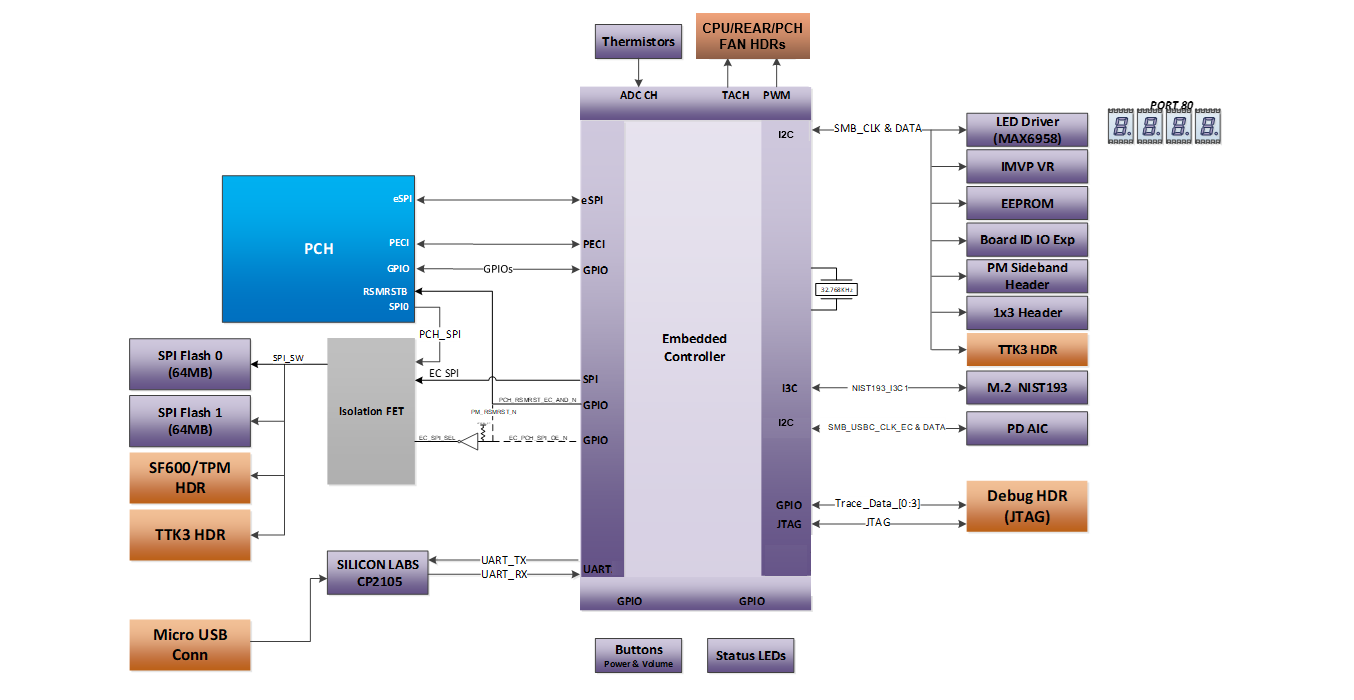 CPU/REAR/PCH
FAN HDRs
Thermistors
ADC CH
TACH
PWM
PORT 80
8. 8. 8. 8.
I2C
SMB_CLK & DATA
LED Driver
(MAX6958)
IMVP VR
EEPROM
Board ID IO Exp
PM Sideband
Header
1x3 Header
TTK3 HDR
PCH
eSPI
PECI
GPIO
RSMRSTB
SPI0
GPIOs
eSPI
PECI
GPIO
32.768KHz
Embedded
Controller
PCH_SPI
EC SPI
SPI
SPI Flash 0
(64MB)
SPI_SW
SPI Flash 1
(64MB)
SF600/TPM
HDR
TTK3 HDR
Isolation FET
PCH_RSMRST_EC_AND_N
GPIO
PM_RSMRST_N
EC_SPI_SEL
EC_PCH_SPI_OE_N
GPIO
I3C
NIST193_I3C1
M.2 NIST193
I2C
SMB_USBC_CLK_EC & DATA
PD AIC
GPIO
Trace_Data_[0:3]
JTAG
JTAG
Debug HDR
(JTAG)
SILICON LABS
CP2105
UART_TX
UART_RX
UART
GPIO
GPIO
Micro USB
Conn
Buttons
Power & Volume
Status LEDs